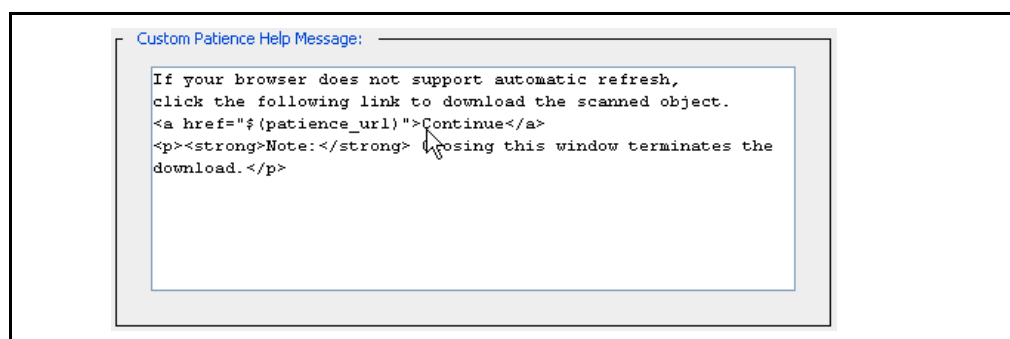 Custom Patience Help Message:
If your browser does not support automatic refresh,
click the following link to download the scanned object.
<a href="$(patience_url)">Continue</a>
<p><strong>Note:</strong> Closing this window terminates the
download.</p>